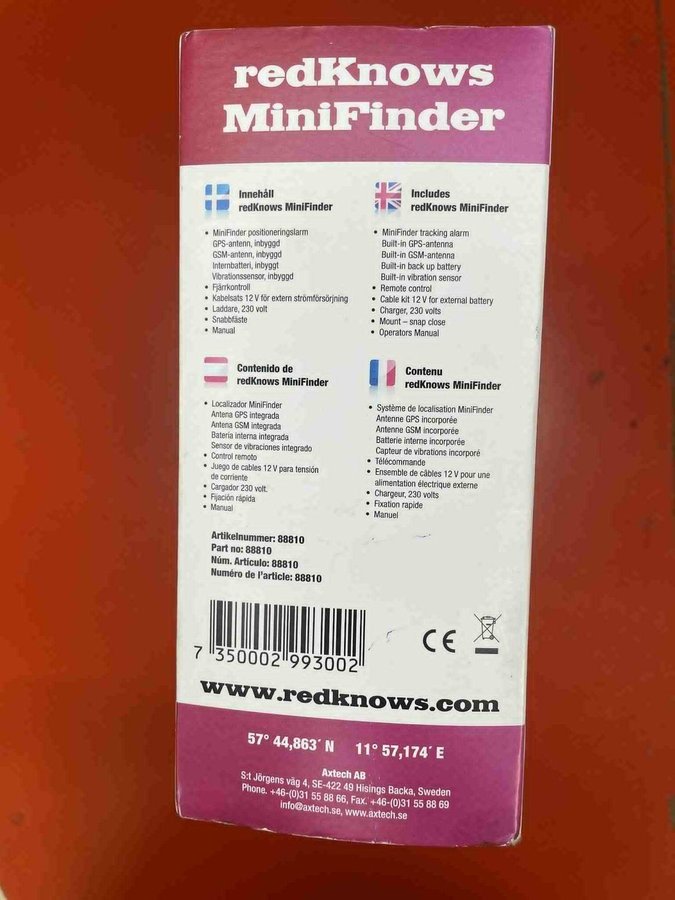 redKnows
MiniFinder
Innehåll
redKnows MiniFinder
• MiniFinder positioneringslarm
GPS-antenn, inbyggd
GSM-antenn, inbyggd
Internbatteri, inbyggt
Vibrationssensor, inbyggd
• Fjärrkontroll
• Kabelsats 12 V för extern strömförsörjning
• Laddare, 230 volt
• Snabbfäste
• Manual
Includes
redKnows MiniFinder
• MiniFinder tracking alarm
Built-in GPS-antenna
Built-in GSM-antenna
Built-in back up battery
Built-in vibration sensor
• Remote control
• Cable kit 12 V for external battery
• Charger, 230 volts
• Mount – snap close
• Operators Manual
Contenido de
redKnows MiniFinder
• Localizador MiniFinder
Antena GPS integrada
Antena GSM integrada
Bateria interna integrada
Sensor de vibraciones integrado
• Control remoto
• Juego de cables 12 V para tensión
de corriente
• Cargador 230 volt.
• Fijación rápida
• Manual
Contenu
redKnows MiniFinder
• Système de localisation MiniFinder
Antenne GPS incorporée
Antenne GSM incorporée
Batterie interne incorporée
Capteur de vibrations incorporé
• Télécommande
• Ensemble de câbles 12 V pour une
alimentation électrique externe
• Chargeur, 230 volts
• Fixation rapide
• Manuel
Artikelnummer: 88810
Part no: 88810
Núm. Artículo: 88810
Numéro de l'article: 88810
7 350002 993002
CE
www.redknows.com
57° 44,863´ N 11° 57,174´ E
Axtech AB
S:t Jörgens väg 4, SE-422 49 Hisings Backa, Sweden
Phone. +46-(0)31 55 88 66, Fax. +46-(0)31 55 88 69
info@axtech.se, www.axtech.se